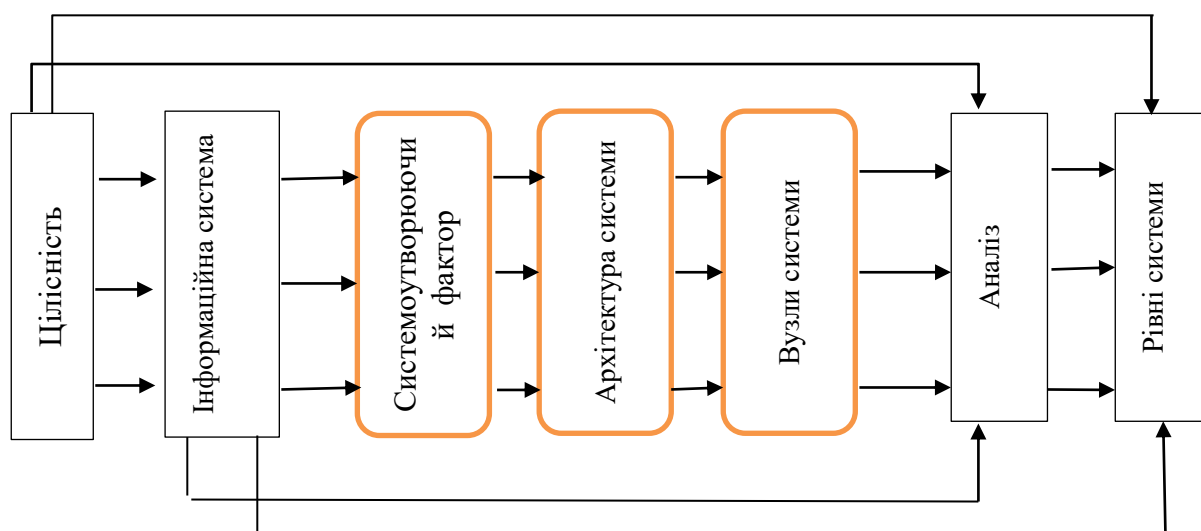 Цілісність
Інформаційна система
Системоутворюючи
й фактор
Архітектура системи
Вузли системи
Аналіз
Рівні системи